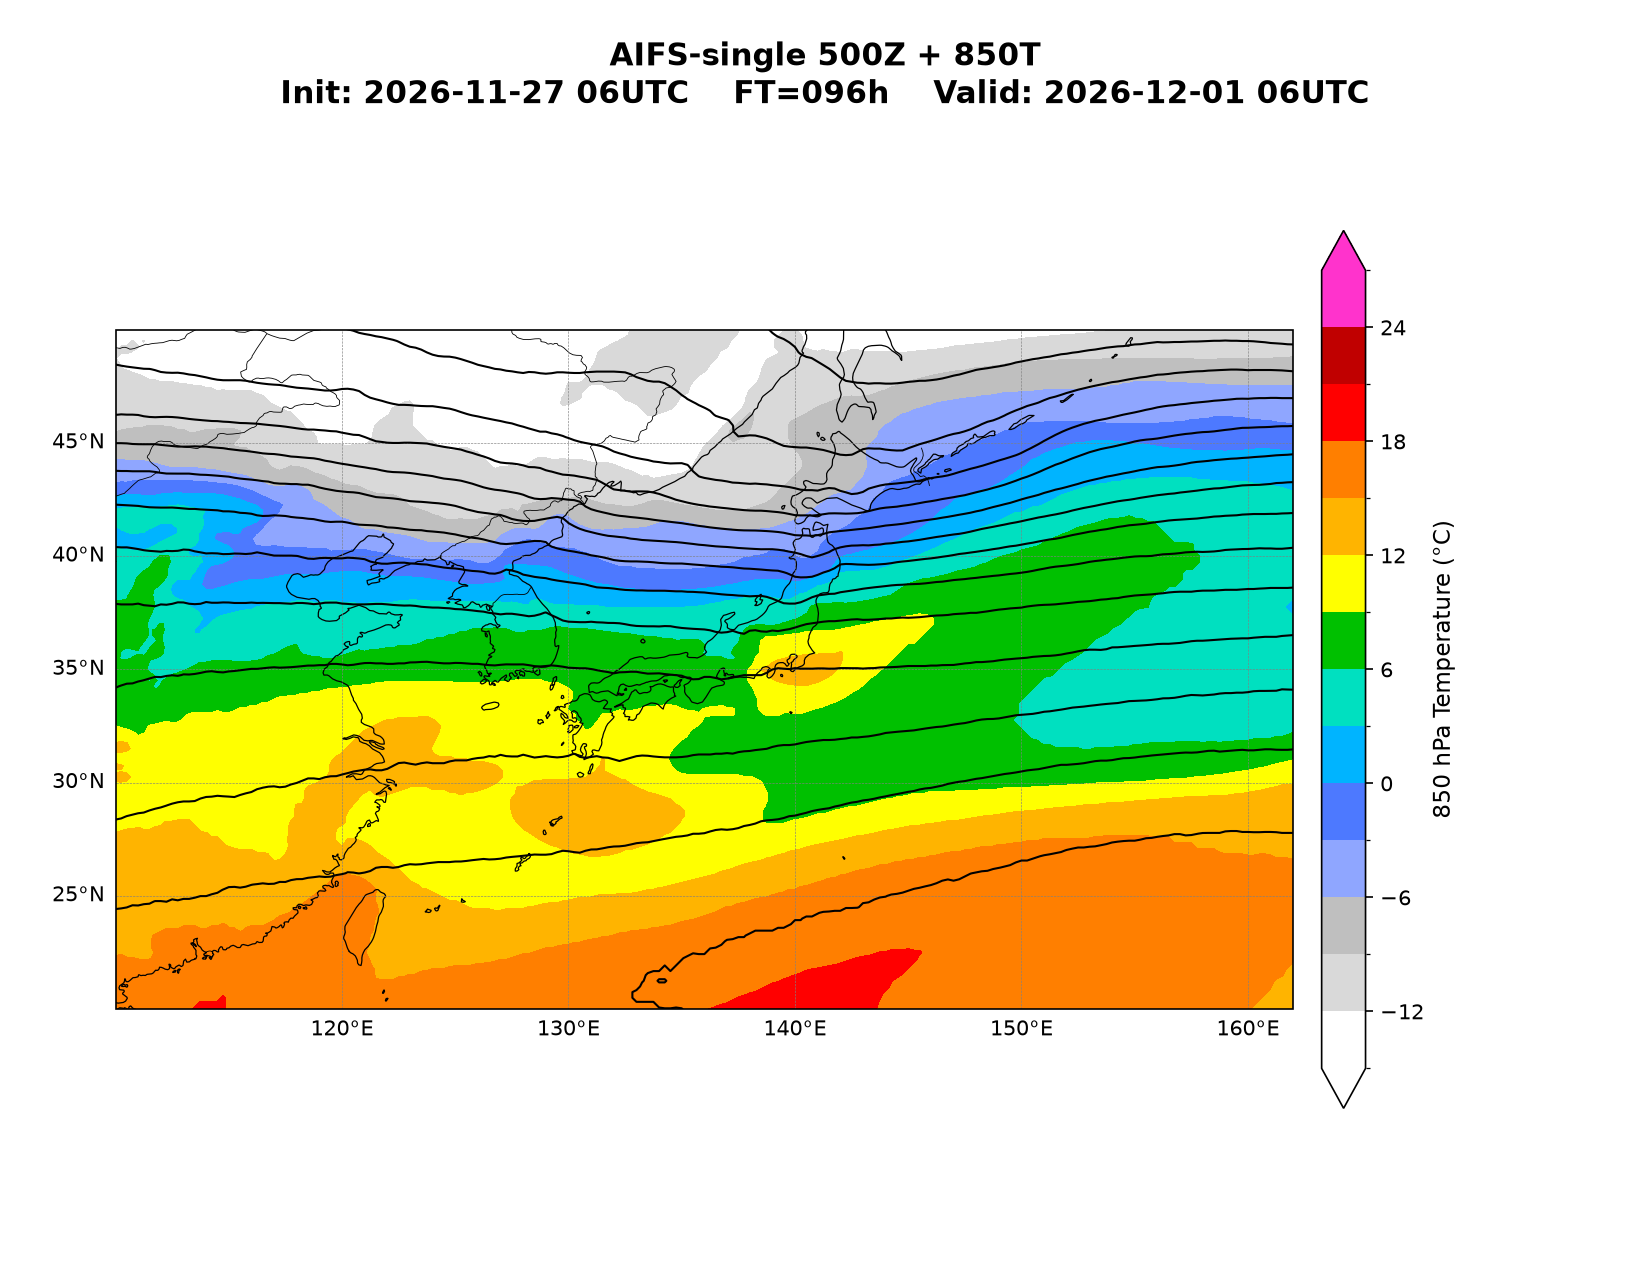 AIFS-single 500Z + 850T
Init: 2026-11-27 06UTC    FT=096h    Valid: 2026-12-01 06UTC
45°N
40°N
35°N
30°N
25°N
120°E
130°E
140°E
150°E
160°E
24
18
12
6
0
−6
−12
850 hPa Temperature (°C)